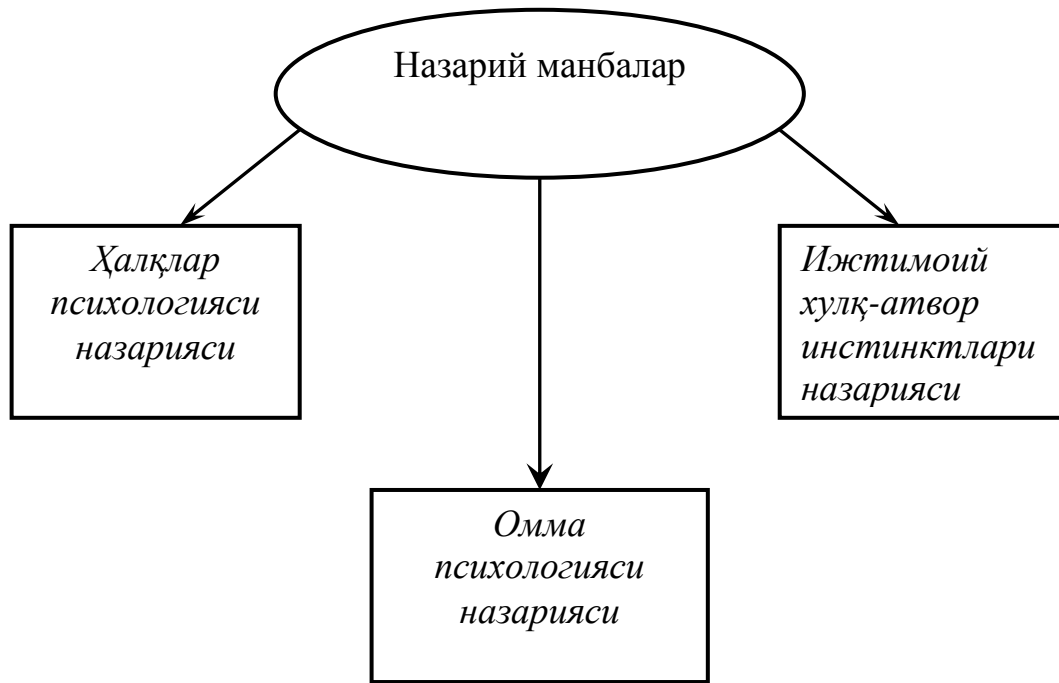 Назарий манбалар
Ҳалқлар
психологияси
назарияси
Ижтимоий
хулқ-атвор
инстинктлари
назарияси
Омма
психологияси
назарияси